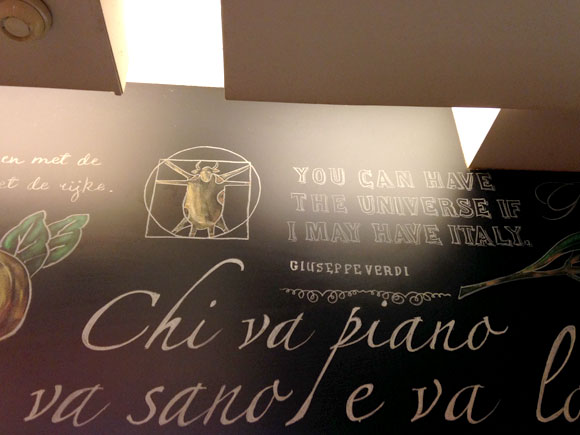 en met de
et de rijke.
YOU CAN HAVE
THE UNIVERSE IF
I MAY HAVE ITALY.
GIUSEPPE VERDI
Chi va piano
va sano e va lo